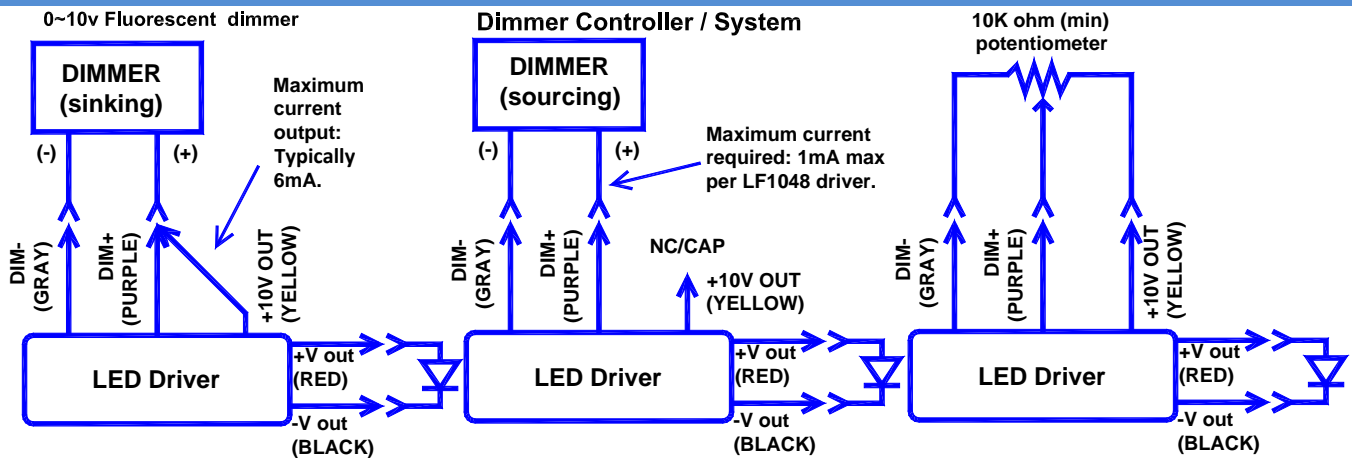 0~10v Fluorescent dimmer
DIMMER
(sinking)
(-)
(+)
Maximum
current
output:
Typically
6mA.
DIM-
(GRAY)
DIM+
(PURPLE)
+10V OUT
(YELLOW)
LED Driver
+V out
(RED)
-V out
(BLACK)
Dimmer Controller / System
DIMMER
(sourcing)
(-)
(+)
Maximum current
required: 1mA max
per LF1048 driver.
DIM-
(GRAY)
DIM+
(PURPLE)
NC/CAP
+10V OUT
(YELLOW)
LED Driver
+V out
(RED)
-V out
(BLACK)
10K ohm (min)
potentiometer
DIM-
(GRAY)
DIM+
(PURPLE)
+10V OUT
(YELLOW)
LED Driver
+V out
(RED)
-V out
(BLACK)